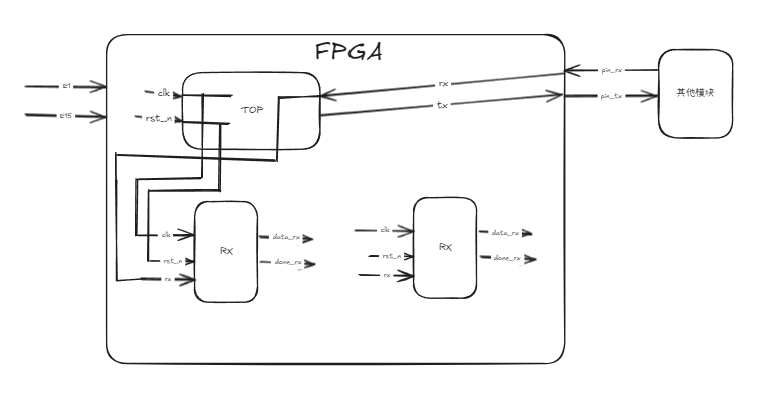 FPGA
E1
E15
clk
rst_n
TOP
rx
tx
pin_rx
pin_tx
其他模块
clk
rst_n
rx
RX
data_rx
done_rx
clk
rst_n
rx
RX
data_rx
done_rx